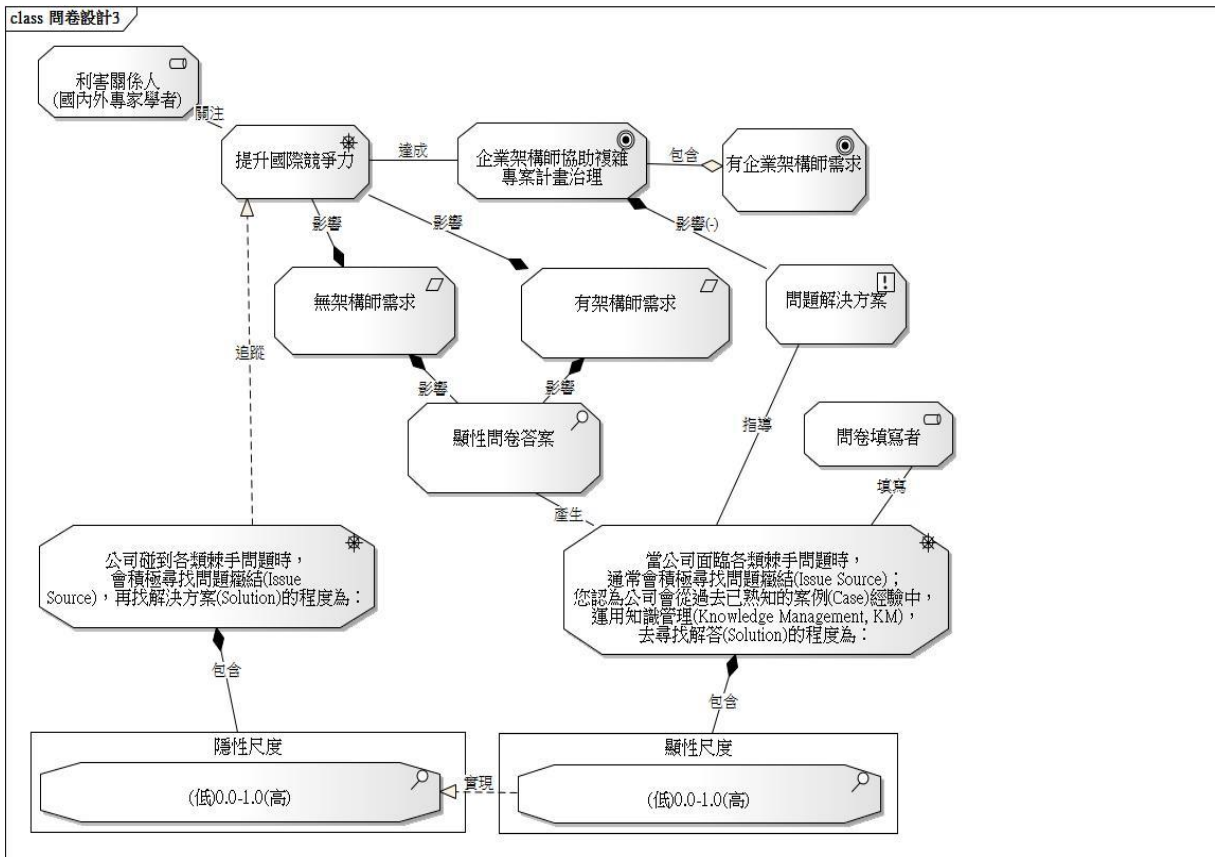 class 問卷設計3
利害關係人
(國內外專家學者)
關注
提升國際競爭力
達成
企業架構師協助複雜
專案計畫治理
包含
有企業架構師需求
影響
影響
影響(-)
無架構師需求
有架構師需求
問題解決方案
追蹤
影響
影響
顯性問卷答案
指導
問卷填寫者
填寫
產生
公司碰到各類棘手問題時，
會積極尋找問題癥結(Issue
Source)，再找解決方案(Solution)的程度為：
當公司面臨各類棘手問題時，
通常會積極尋找問題癥結(Issue Source)；
您認為公司會從過去已熟知的案例(Case)經驗中，
運用知識管理(Knowledge Management, KM)，
去尋找解答(Solution)的程度為：
包含
包含
隱性尺度
顯性尺度
(低)0.0-1.0(高)
實現
(低)0.0-1.0(高)